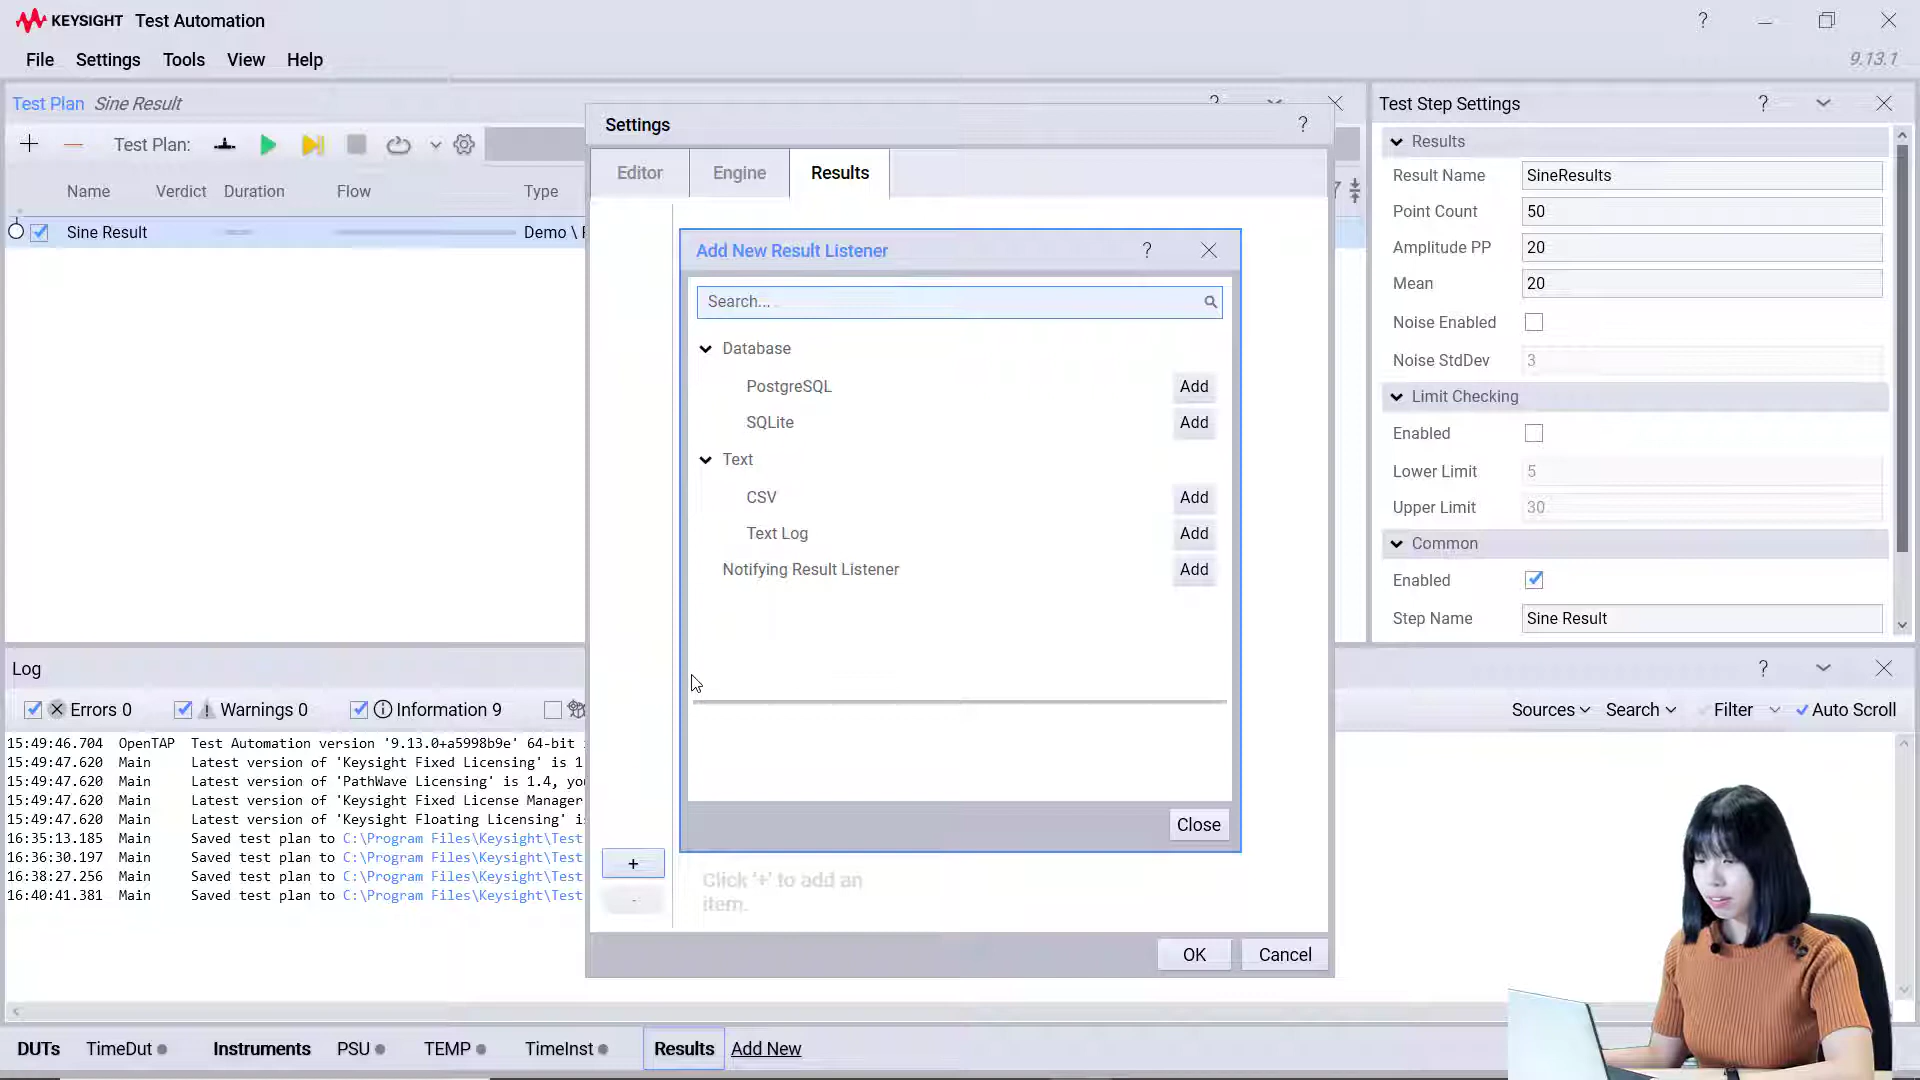 KEYSIGHT Test Automation
File Settings Tools View Help
9.13.1
Test Plan Sine Result
Test Plan:
Name Verdict Duration Flow Type
Sine Result Demo \
Settings
Editor Engine Results
Add New Result Listener
Search...
Database
PostgreSQL Add
SQLite Add
Text
CSV Add
Text Log Add
Notifying Result Listener Add
Close
+
-
Click '+' to add an
item.
OK Cancel
Test Step Settings
Results
Result Name SineResults
Point Count 50
Amplitude PP 20
Mean 20
Noise Enabled
Noise StdDev 3
Limit Checking
Enabled
Lower Limit 5
Upper Limit 30
Common
Enabled
Step Name Sine Result
Log
Errors 0 Warnings 0 Information 9
Sources Search Filter Auto Scroll
15:49:46.704 OpenTAP Test Automation version '9.13.0+a5998b9e' 64-bit
15:49:47.620 Main Latest version of 'Keysight Fixed Licensing' is 1
15:49:47.620 Main Latest version of 'PathWave Licensing' is 1.4, yo
15:49:47.620 Main Latest version of 'Keysight Fixed License Manager
15:49:47.620 Main Latest version of 'Keysight Floating Licensing' i
16:35:13.185 Main Saved test plan to C:\Program Files\Keysight\Test
16:36:30.197 Main Saved test plan to C:\Program Files\Keysight\Test
16:38:27.256 Main Saved test plan to C:\Program Files\Keysight\Test
16:40:41.381 Main Saved test plan to C:\Program Files\Keysight\Test
DUTs TimeDut Instruments PSU TEMP TimeInst Results Add New